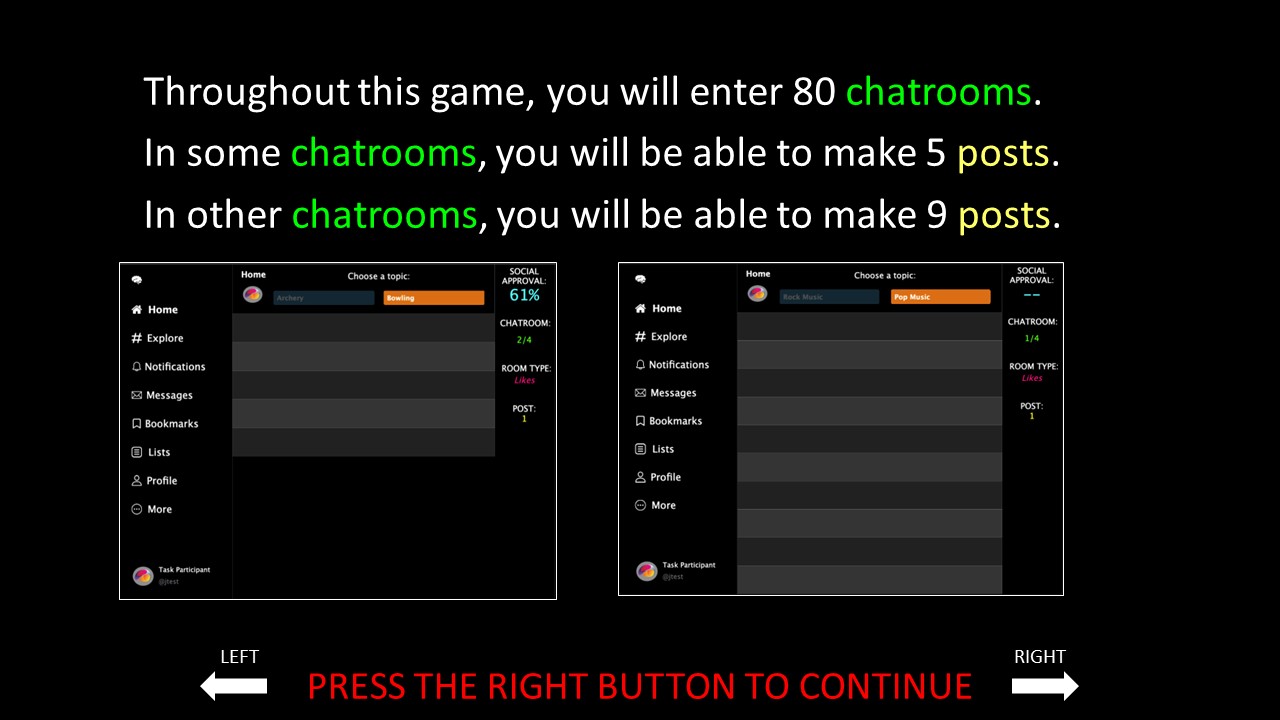 Throughout this game, you will enter 80 chatrooms.
In some chatrooms, you will be able to make 5 posts.
In other chatrooms, you will be able to make 9 posts.
Home
Choose a topic:
Archery
Bowling
Home
Explore
Notifications
Messages
Bookmarks
Lists
Profile
More
Task Participant
@jtest
SOCIAL
APPROVAL:
61%
CHATROOM:
2/4
ROOM TYPE:
Likes
POST:
1
Home
Choose a topic:
Rock Music
Pop Music
Home
Explore
Notifications
Messages
Bookmarks
Lists
Profile
More
Task Participant
@jtest
SOCIAL
APPROVAL:
--
CHATROOM:
1/4
ROOM TYPE:
Likes
POST:
1
LEFT
RIGHT
PRESS THE RIGHT BUTTON TO CONTINUE